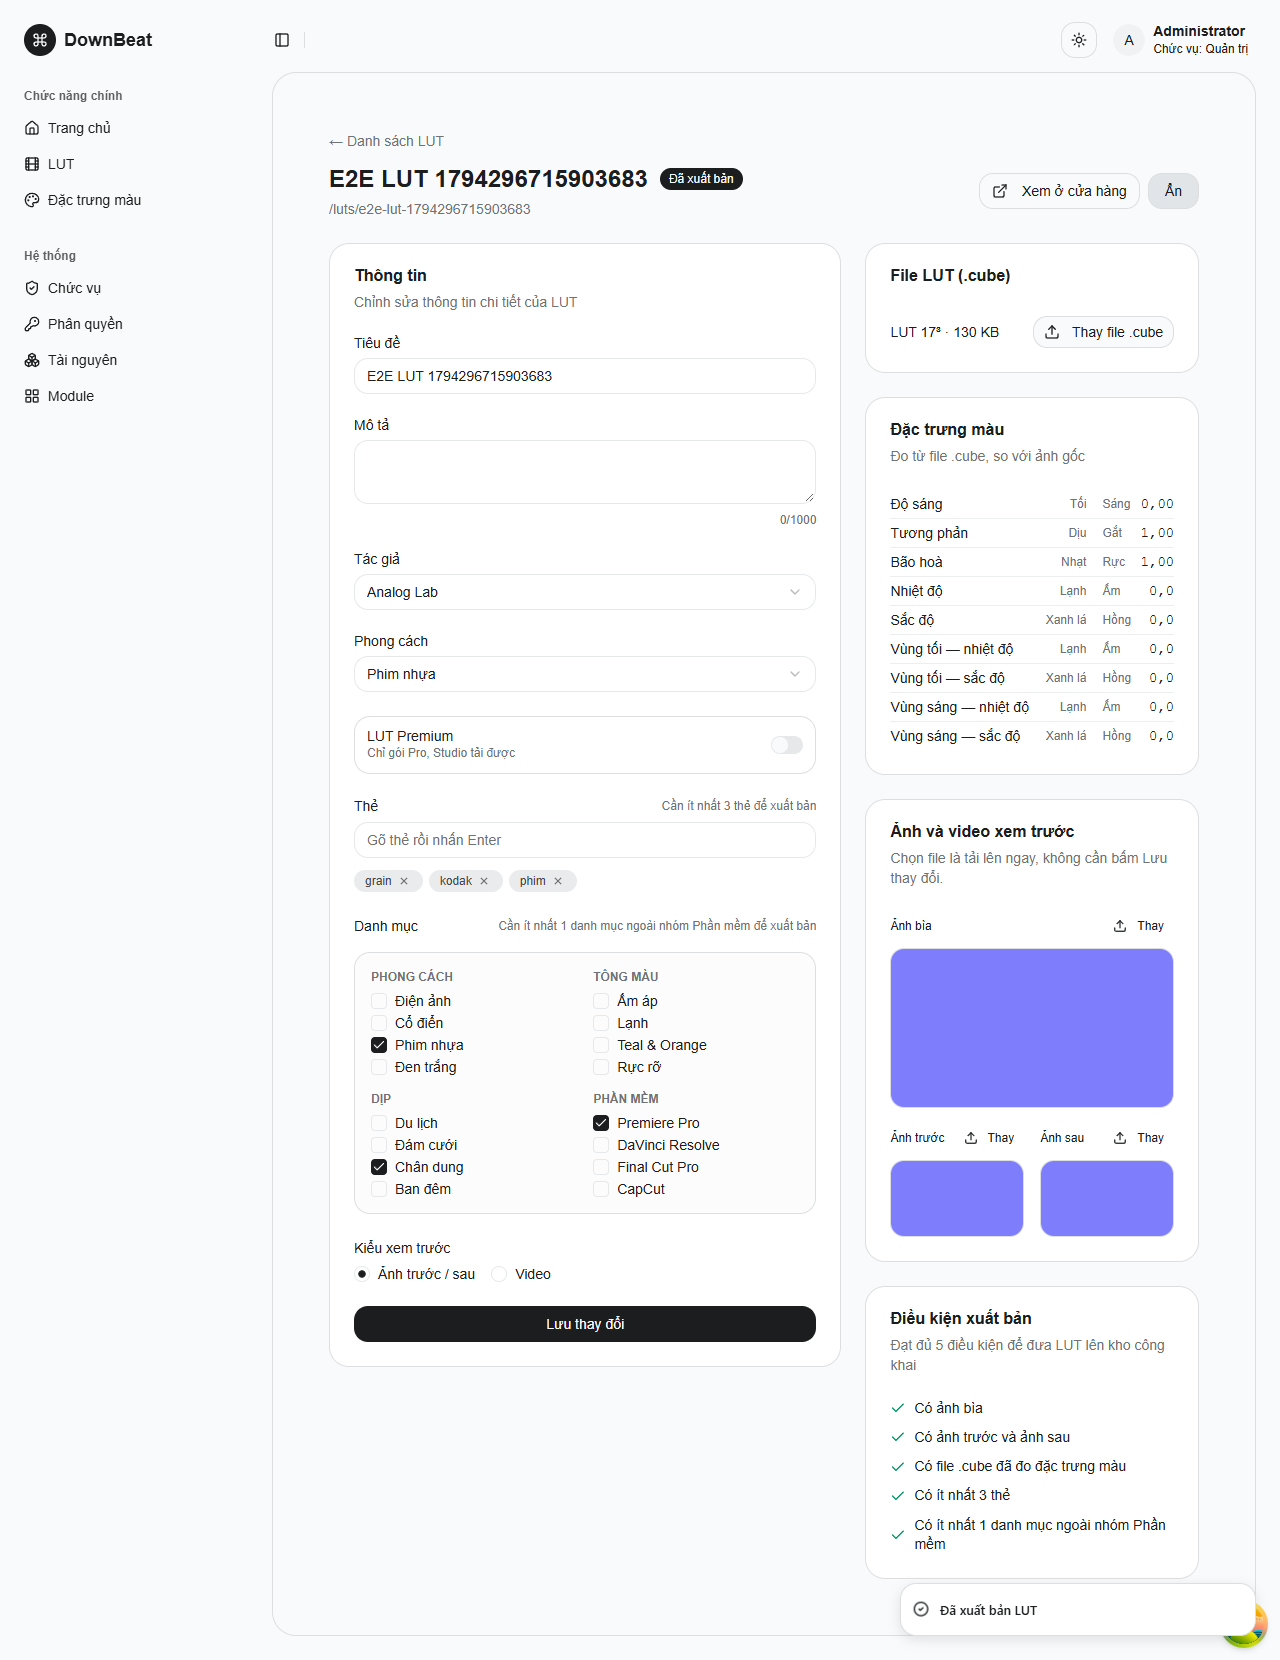 DownBeat
Administrator
A
Chức vụ: Quản trị
Chức năng chính
Trang chủ
LUT
Đặc trưng màu
Hệ thống
Chức vụ
Phân quyền
Tài nguyên
Module
← Danh sách LUT
E2E LUT 1794296715903683
Đã xuất bản
/luts/e2e-lut-1794296715903683
Xem ở cửa hàng
Ẩn
Thông tin
Chỉnh sửa thông tin chi tiết của LUT
Tiêu đề
E2E LUT 1794296715903683
Mô tả
0/1000
Tác giả
Analog Lab
Phong cách
Phim nhựa
LUT Premium
Chỉ gói Pro, Studio tải được
Thẻ
Cần ít nhất 3 thẻ để xuất bản
Gõ thẻ rồi nhấn Enter
grain
kodak
phim
Danh mục
Cần ít nhất 1 danh mục ngoài nhóm Phần mềm để xuất bản
PHONG CÁCH
Điện ảnh
Cổ điển
Phim nhựa
Đen trắng
TÔNG MÀU
Ấm áp
Lạnh
Teal & Orange
Rực rỡ
DỊP
Du lịch
Đám cưới
Chân dung
Ban đêm
PHẦN MỀM
Premiere Pro
DaVinci Resolve
Final Cut Pro
CapCut
Kiểu xem trước
Ảnh trước / sau
Video
Lưu thay đổi
File LUT (.cube)
LUT 17³ · 130 KB
Thay file .cube
Đặc trưng màu
Đo từ file .cube, so với ảnh gốc
Độ sáng Tối Sáng 0,00
Tương phản Dịu Gắt 1,00
Bão hoà Nhạt Rực 1,00
Nhiệt độ Lạnh Ấm 0,0
Sắc độ Xanh lá Hồng 0,0
Vùng tối — nhiệt độ Lạnh Ấm 0,0
Vùng tối — sắc độ Xanh lá Hồng 0,0
Vùng sáng — nhiệt độ Lạnh Ấm 0,0
Vùng sáng — sắc độ Xanh lá Hồng 0,0
Ảnh và video xem trước
Chọn file là tải lên ngay, không cần bấm Lưu
thay đổi.
Ảnh bìa
Thay
Ảnh trước
Thay
Ảnh sau
Thay
Điều kiện xuất bản
Đạt đủ 5 điều kiện để đưa LUT lên kho công
khai
Có ảnh bìa
Có ảnh trước và ảnh sau
Có file .cube đã đo đặc trưng màu
Có ít nhất 3 thẻ
Có ít nhất 1 danh mục ngoài nhóm Phần
mềm
Đã xuất bản LUT